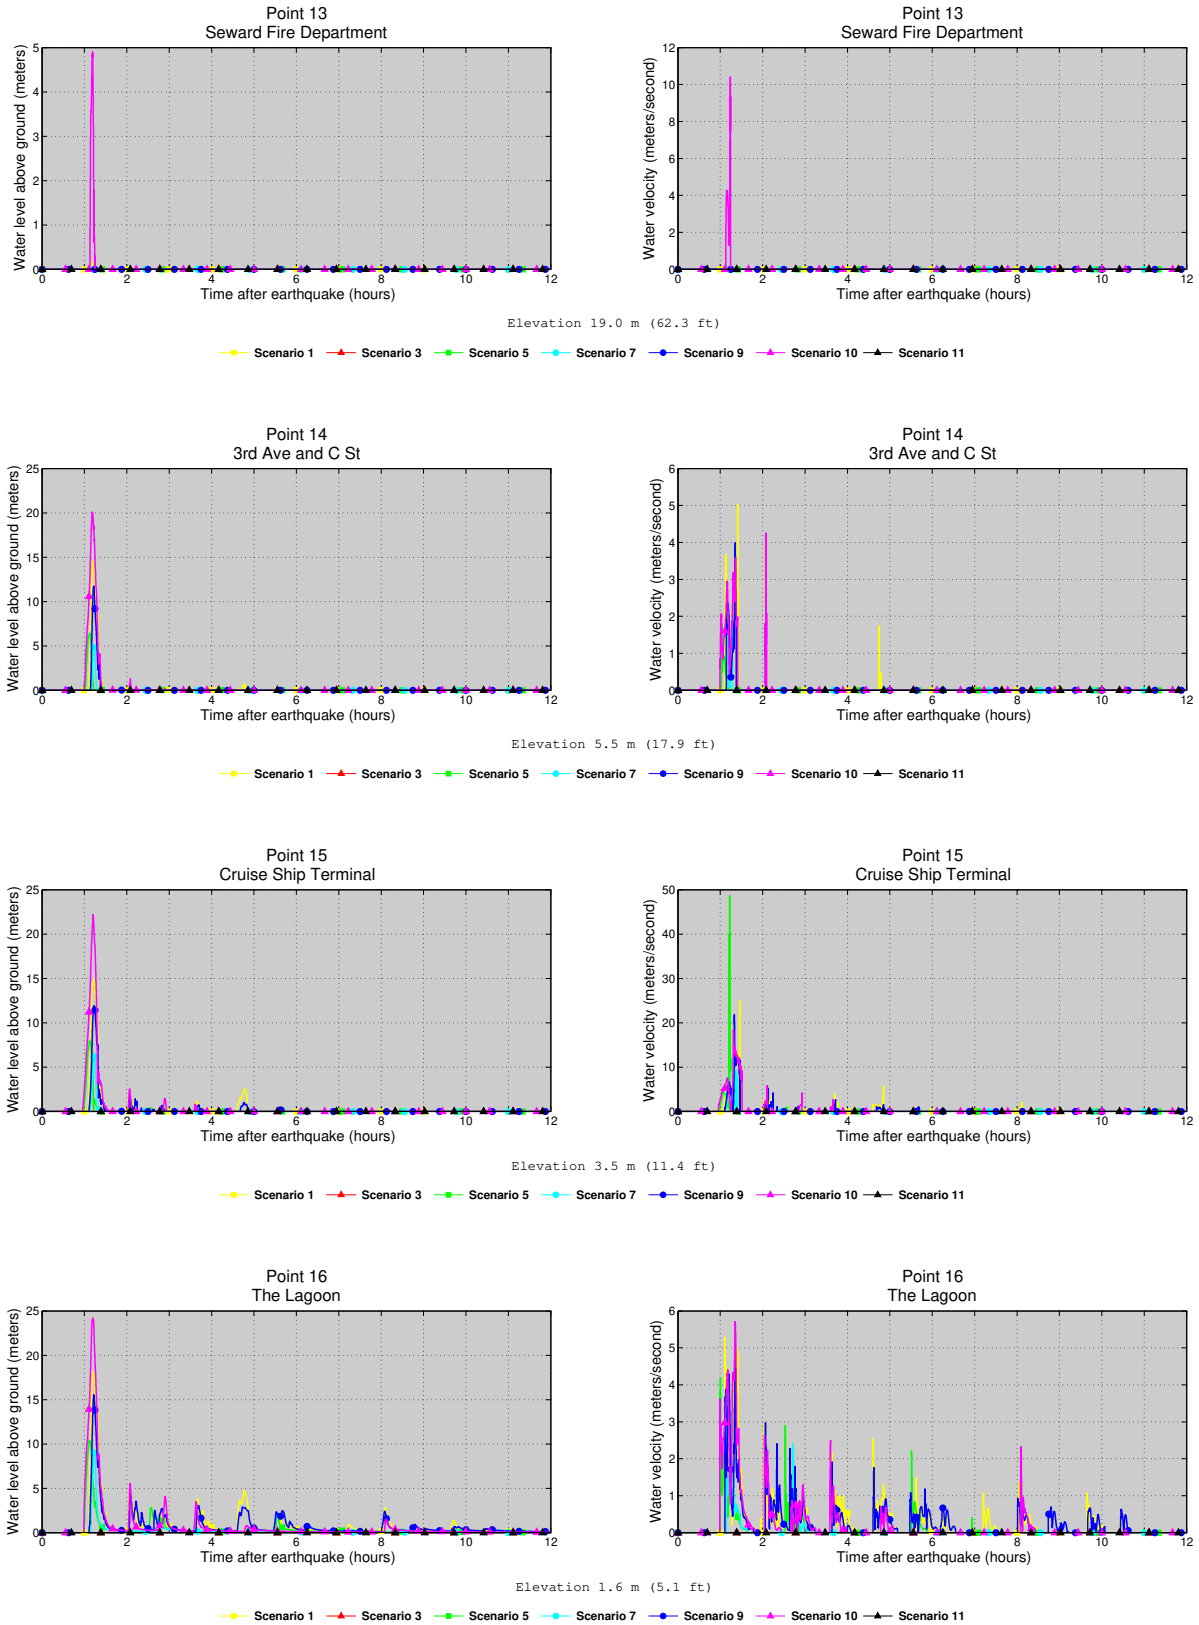 Point 13
Seward Fire Department
Water level above ground (meters)
5
4
3
2
1
0
0 2 4 6 8 10 12
Time after earthquake (hours)
Point 13
Seward Fire Department
Water velocity (meters/second)
12
10
8
6
4
2
0
0 2 4 6 8 10 12
Time after earthquake (hours)
Elevation 19.0 m (62.3 ft)
Scenario 1 Scenario 3 Scenario 5 Scenario 7 Scenario 9 Scenario 10 Scenario 11
Point 14
3rd Ave and C St
Water level above ground (meters)
25
20
15
10
5
0
0 2 4 6 8 10 12
Time after earthquake (hours)
Point 14
3rd Ave and C St
Water velocity (meters/second)
6
5
4
3
2
1
0
0 2 4 6 8 10 12
Time after earthquake (hours)
Elevation 5.5 m (17.9 ft)
Scenario 1 Scenario 3 Scenario 5 Scenario 7 Scenario 9 Scenario 10 Scenario 11
Point 15
Cruise Ship Terminal
Water level above ground (meters)
25
20
15
10
5
0
0 2 4 6 8 10 12
Time after earthquake (hours)
Point 15
Cruise Ship Terminal
Water velocity (meters/second)
50
40
30
20
10
0
0 2 4 6 8 10 12
Time after earthquake (hours)
Elevation 3.5 m (11.4 ft)
Scenario 1 Scenario 3 Scenario 5 Scenario 7 Scenario 9 Scenario 10 Scenario 11
Point 16
The Lagoon
Water level above ground (meters)
25
20
15
10
5
0
0 2 4 6 8 10 12
Time after earthquake (hours)
Point 16
The Lagoon
Water velocity (meters/second)
6
5
4
3
2
1
0
0 2 4 6 8 10 12
Time after earthquake (hours)
Elevation 1.6 m (5.1 ft)
Scenario 1 Scenario 3 Scenario 5 Scenario 7 Scenario 9 Scenario 10 Scenario 11